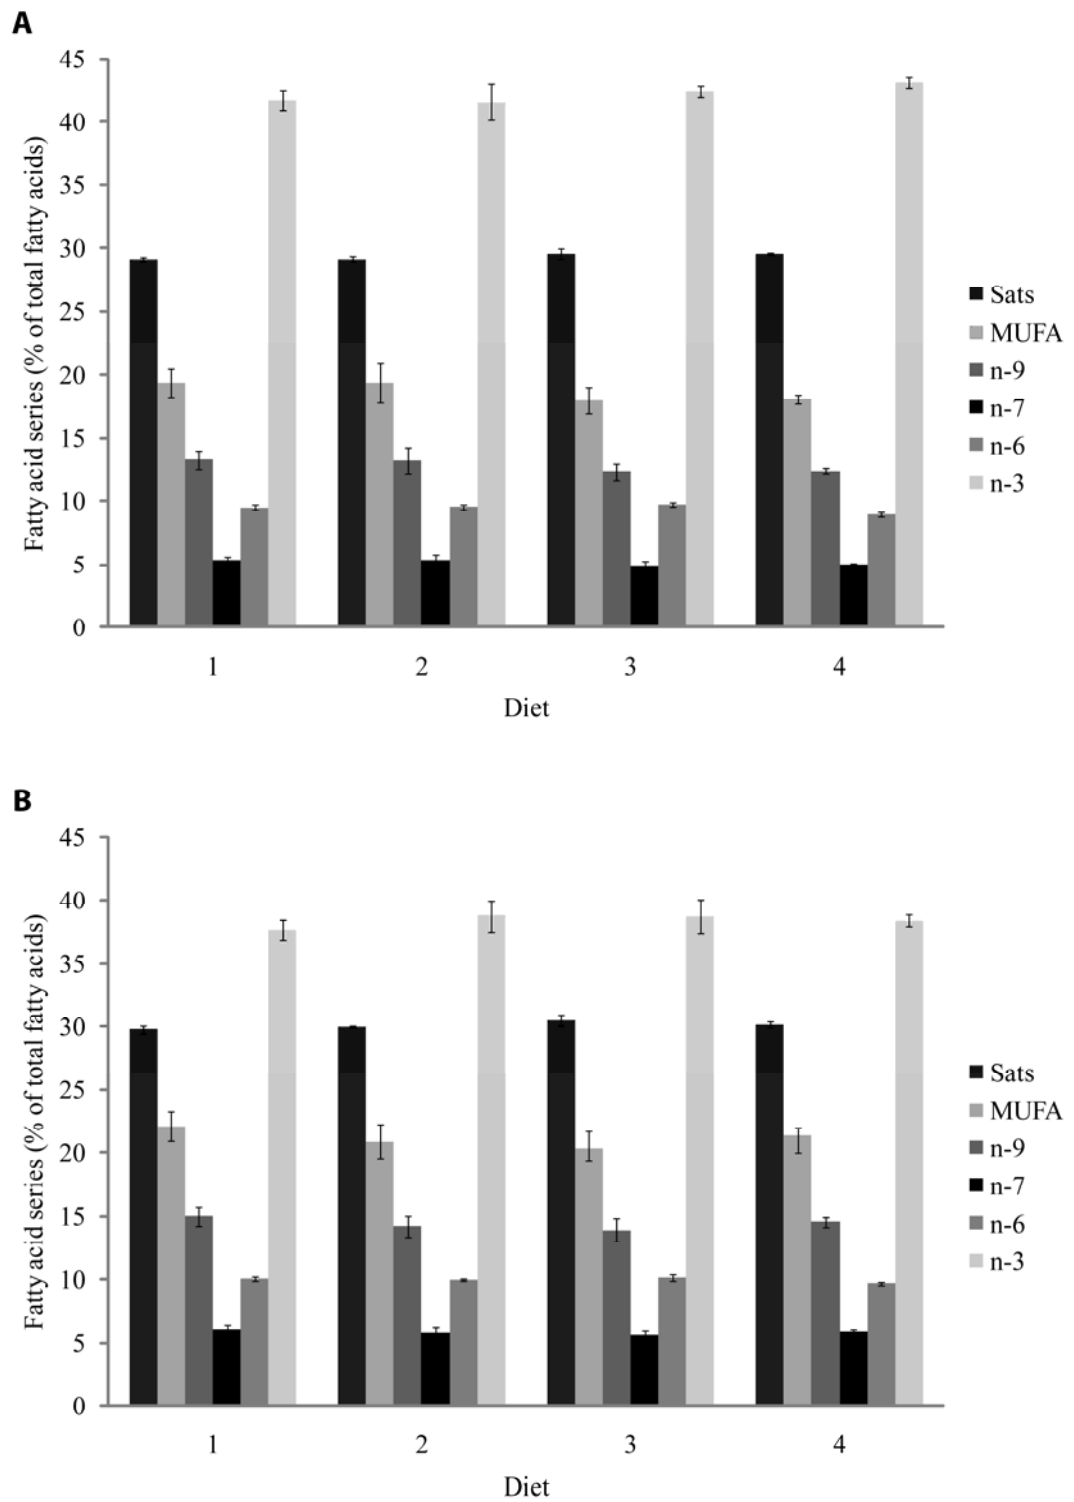 A
Fatty acid series (% of total fatty acids)
45
40
35
30
25
20
15
10
5
0
1 2 3 4
Diet
Sats
MUFA
n-9
n-7
n-6
n-3
B
Fatty acid series (% of total fatty acids)
45
40
35
30
25
20
15
10
5
0
1 2 3 4
Diet
Sats
MUFA
n-9
n-7
n-6
n-3